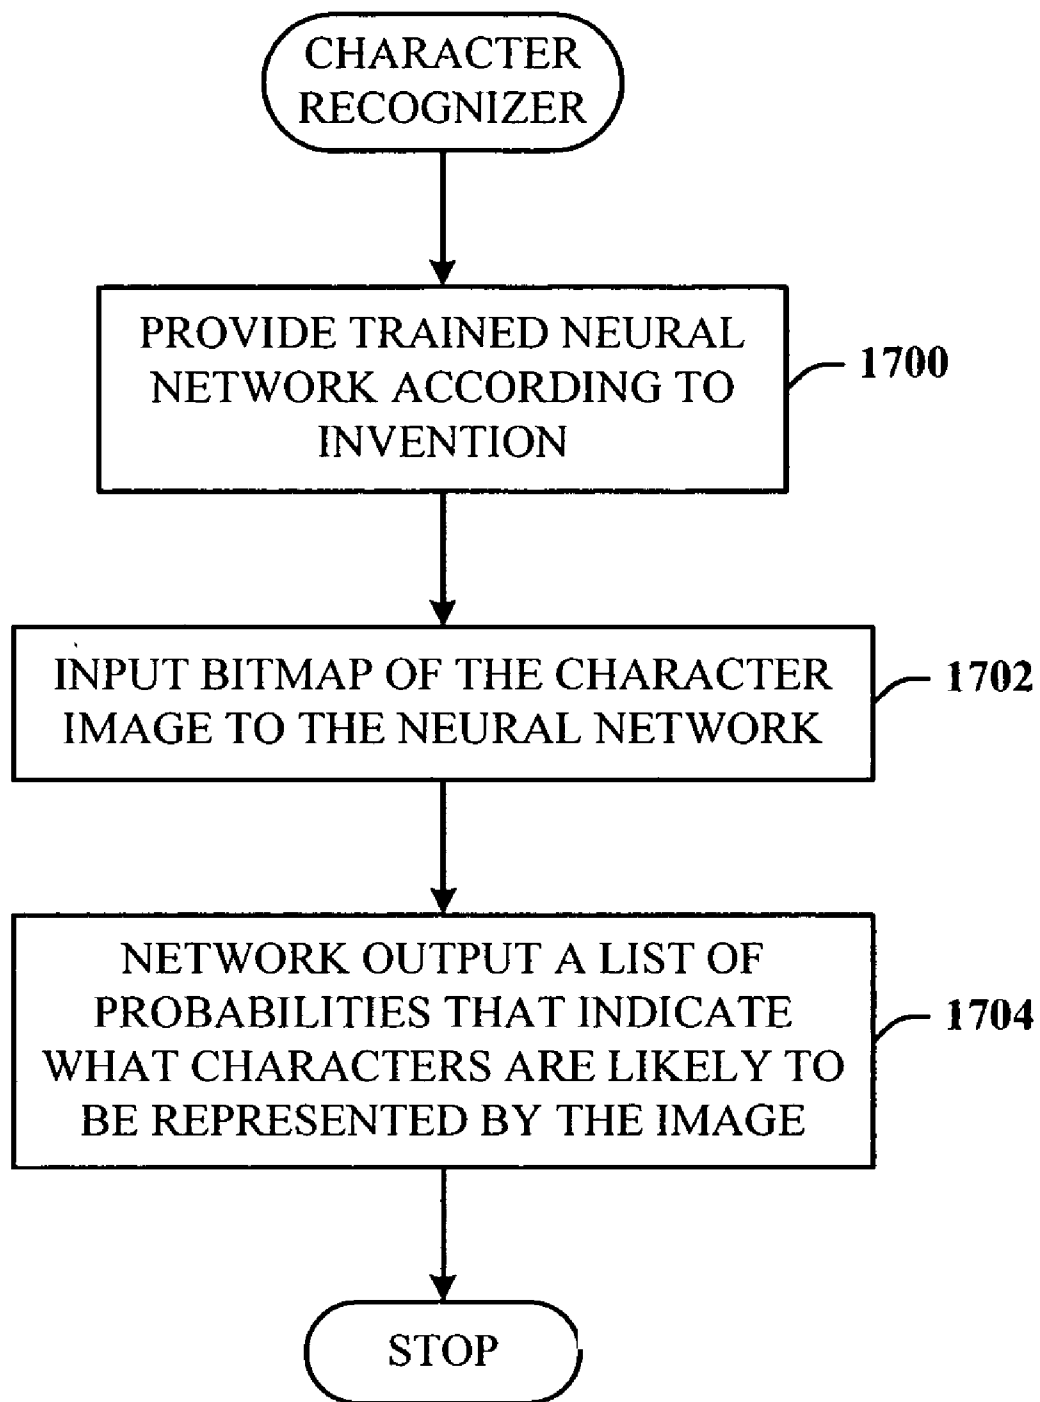 CHARACTER
RECOGNIZER
PROVIDE TRAINED NEURAL
NETWORK ACCORDING TO
INVENTION
1700
INPUT BITMAP OF THE CHARACTER
IMAGE TO THE NEURAL NETWORK
1702
NETWORK OUTPUT A LIST OF
PROBABILITIES THAT INDICATE
WHAT CHARACTERS ARE LIKELY TO
BE REPRESENTED BY THE IMAGE
1704
STOP